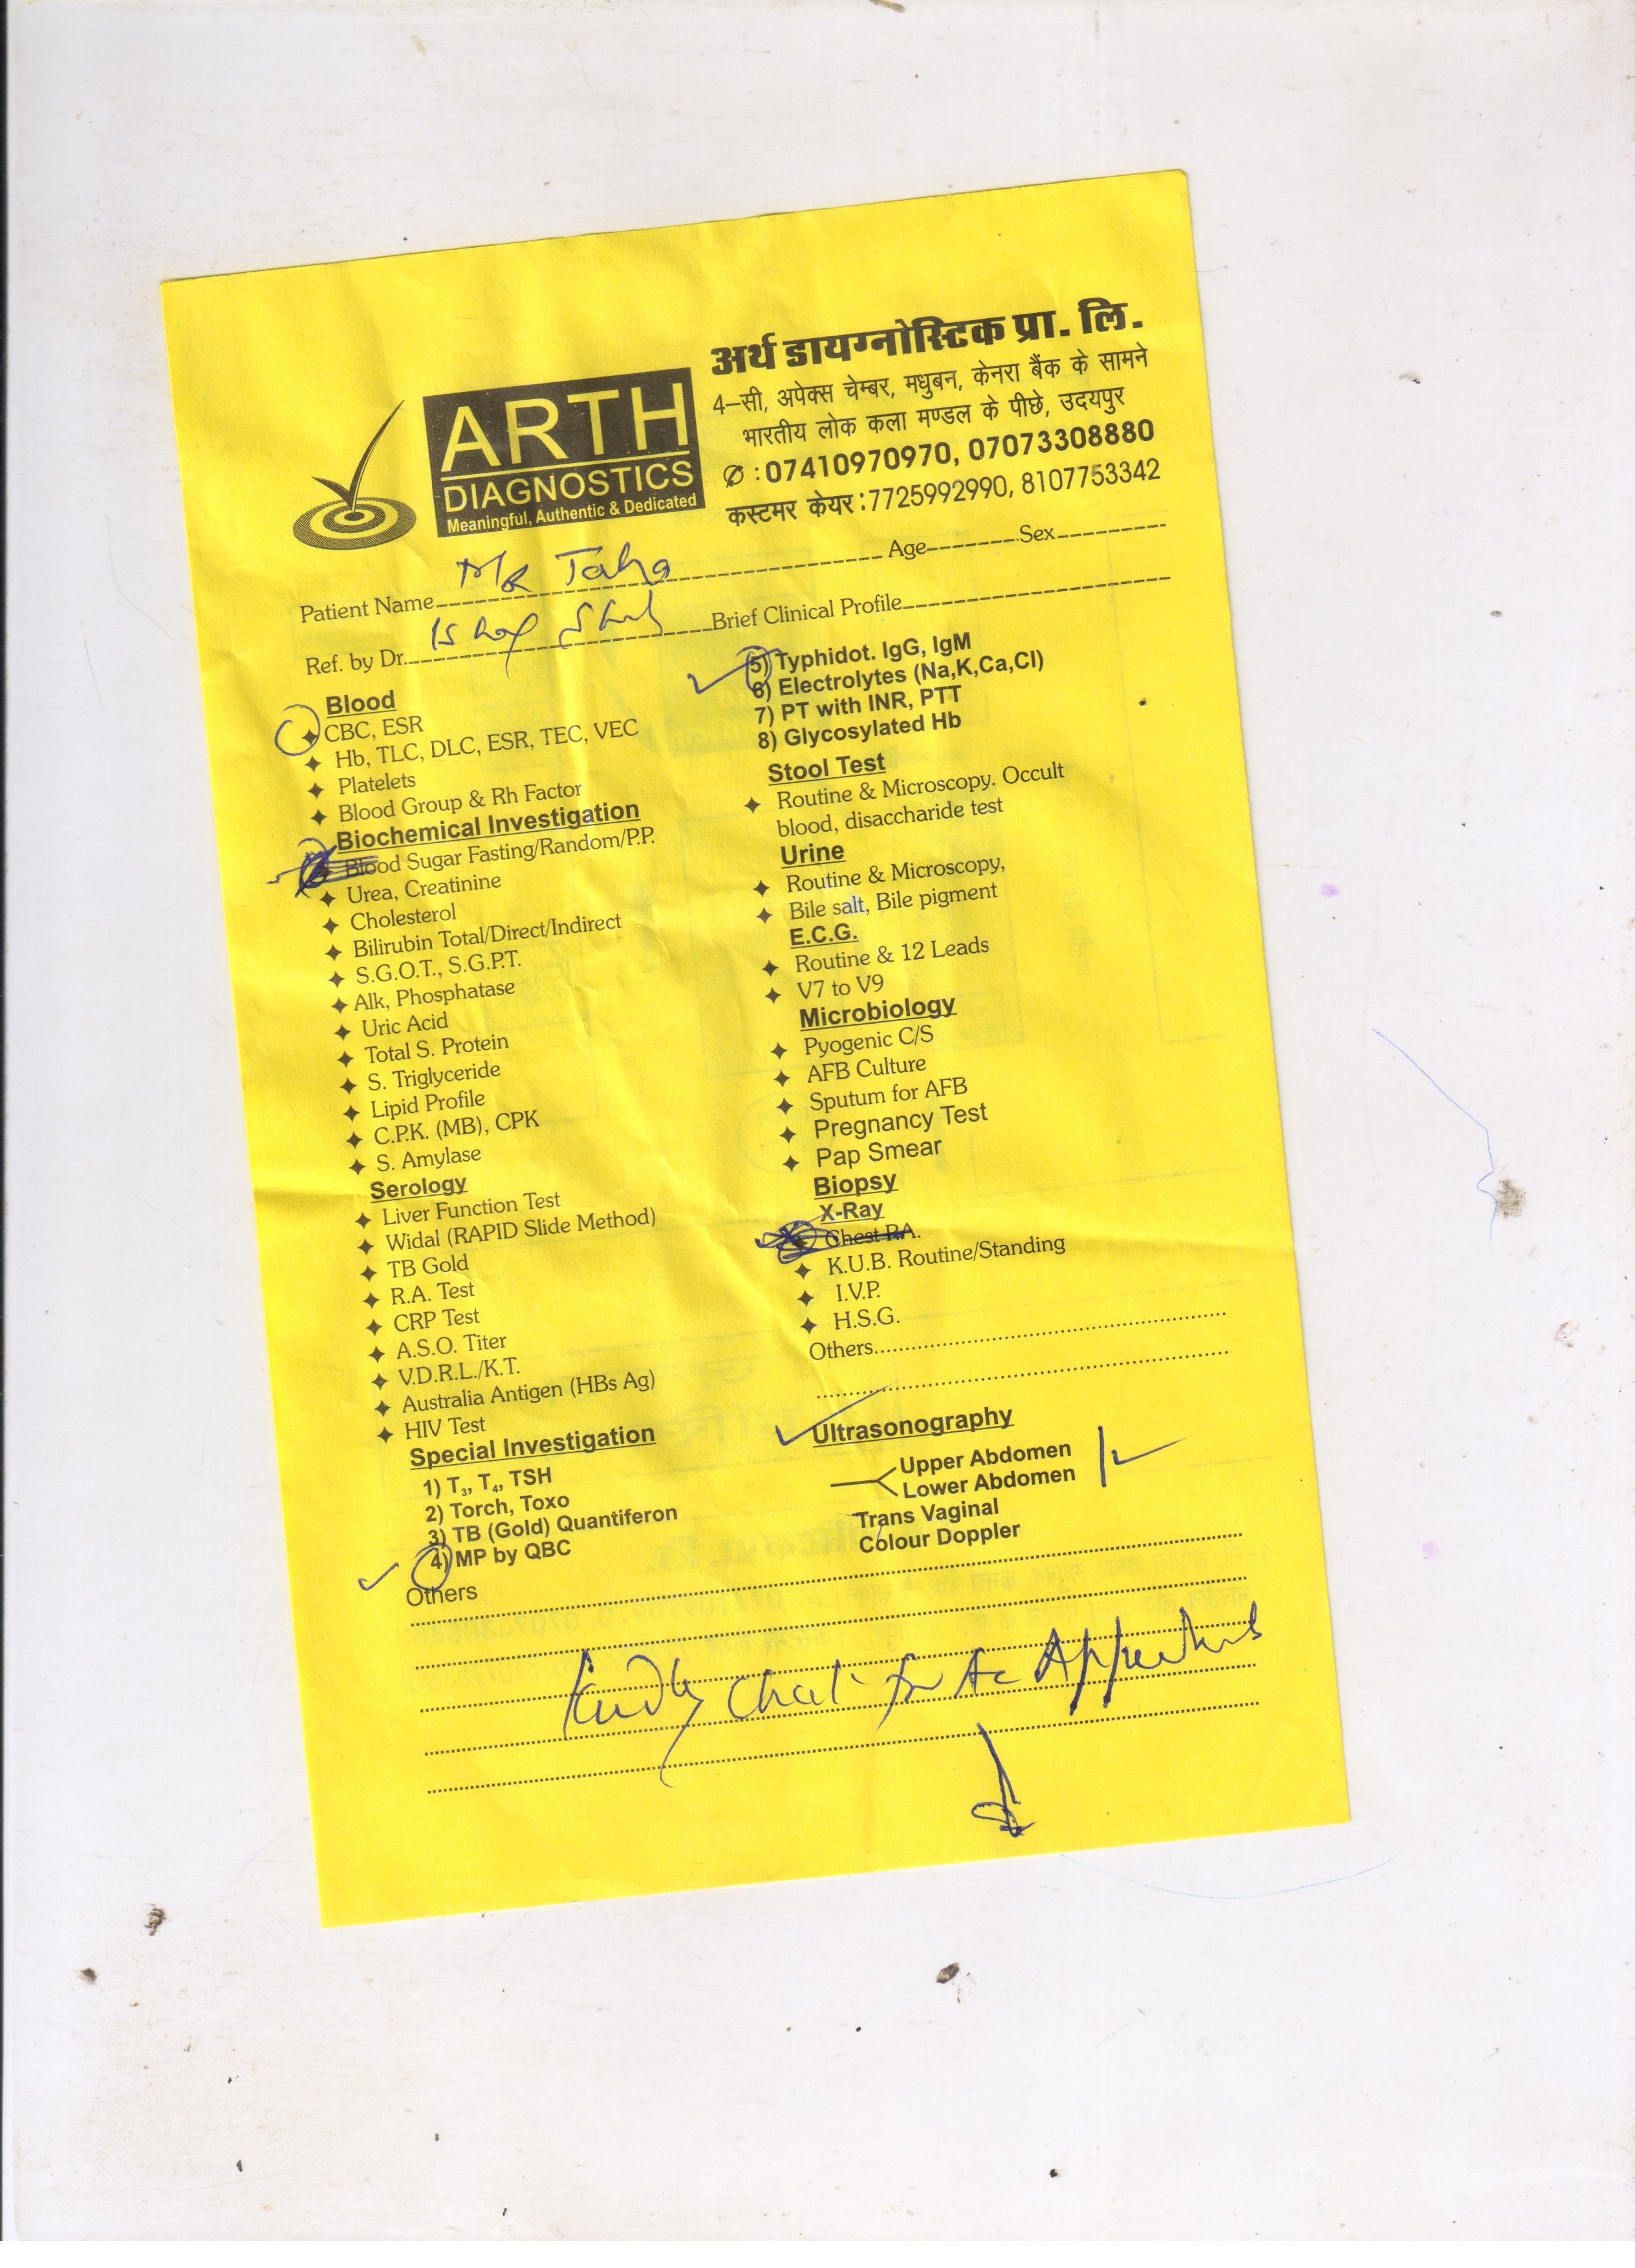 अर्थ डायग्नोस्टिक प्रा. लि.
4–सी, अपेक्स चेम्बर, मधुबन, केनरा बैंक के सामने
भारतीय लोक कला मण्डल के पीछे, उदयपुर
: 07410970970, 07073308880
कस्टमर केयर : 7725992990, 8107753342
ARTH
DIAGNOSTICS
Meaningful, Authentic & Dedicated
Patient Name Mr Taha Age Sex
Ref. by Dr. Brief Clinical Profile
Blood
CBC, ESR
Hb, TLC, DLC, ESR, TEC, VEC
Platelets
Blood Group & Rh Factor
Biochemical Investigation
Blood Sugar Fasting/Random/P.P.
Urea, Creatinine
Cholesterol
Bilirubin Total/Direct/Indirect
S.G.O.T., S.G.P.T.
Alk, Phosphatase
Uric Acid
Total S. Protein
S. Triglyceride
Lipid Profile
C.P.K. (MB), CPK
S. Amylase
Serology
Liver Function Test
Widal (RAPID Slide Method)
TB Gold
R.A. Test
CRP Test
A.S.O. Titer
V.D.R.L./K.T.
Australia Antigen (HBs Ag)
HIV Test
Special Investigation
1) T₃, T₄, TSH
2) Torch, Toxo
3) TB (Gold) Quantiferon
4) MP by QBC
Others
5) Typhidot. IgG, IgM
6) Electrolytes (Na,K,Ca,Cl)
7) PT with INR, PTT
8) Glycosylated Hb
Stool Test
Routine & Microscopy. Occult
blood, disaccharide test
Urine
Routine & Microscopy,
Bile salt, Bile pigment
E.C.G.
Routine & 12 Leads
V7 to V9
Microbiology
Pyogenic C/S
AFB Culture
Sputum for AFB
Pregnancy Test
Pap Smear
Biopsy
X-Ray
Chest P.A.
K.U.B. Routine/Standing
I.V.P.
H.S.G.
Others
Ultrasonography
Upper Abdomen
Lower Abdomen
Trans Vaginal
Colour Doppler
Kindly for Ac